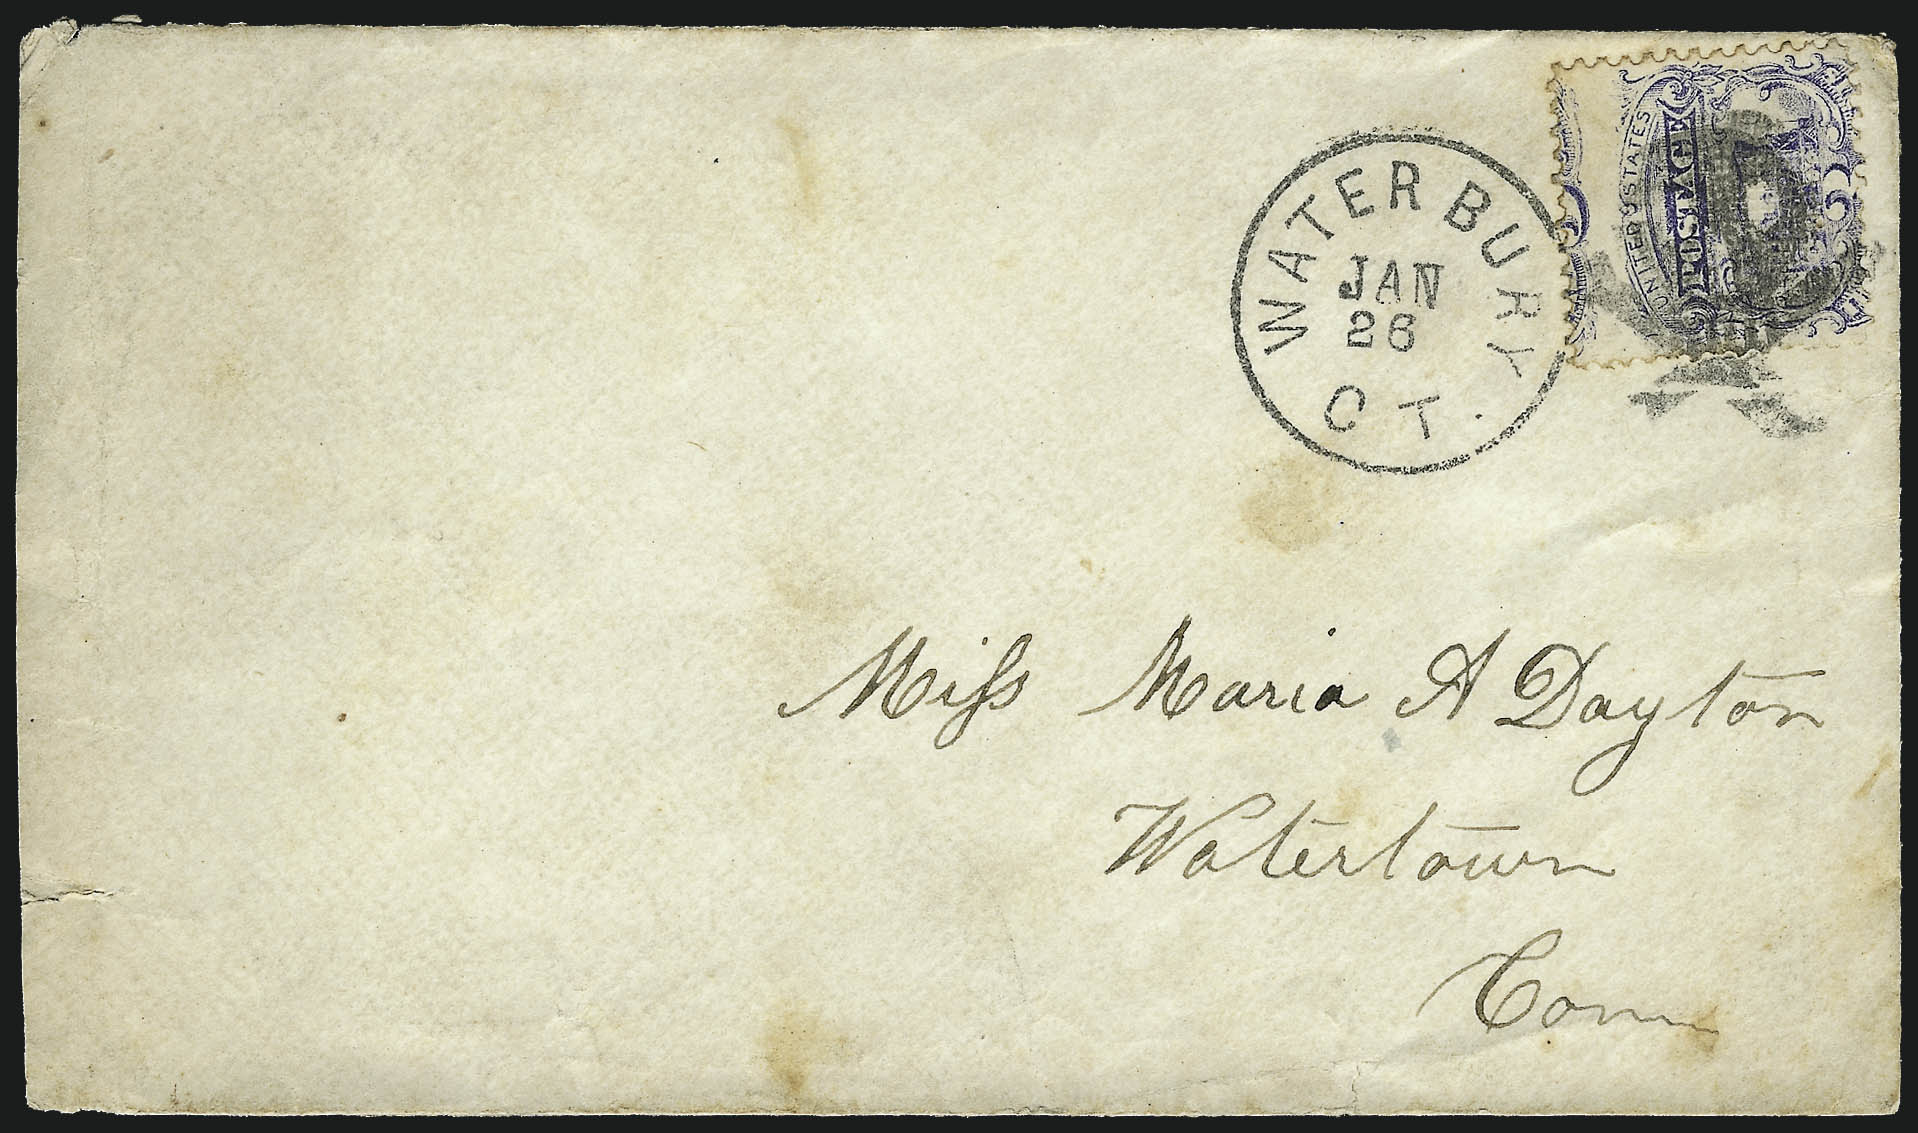 UNITED STATES
POSTAGE
WATERBURY
JAN
26
CT.
Miss Maria A Dayton
Watertown
Conn